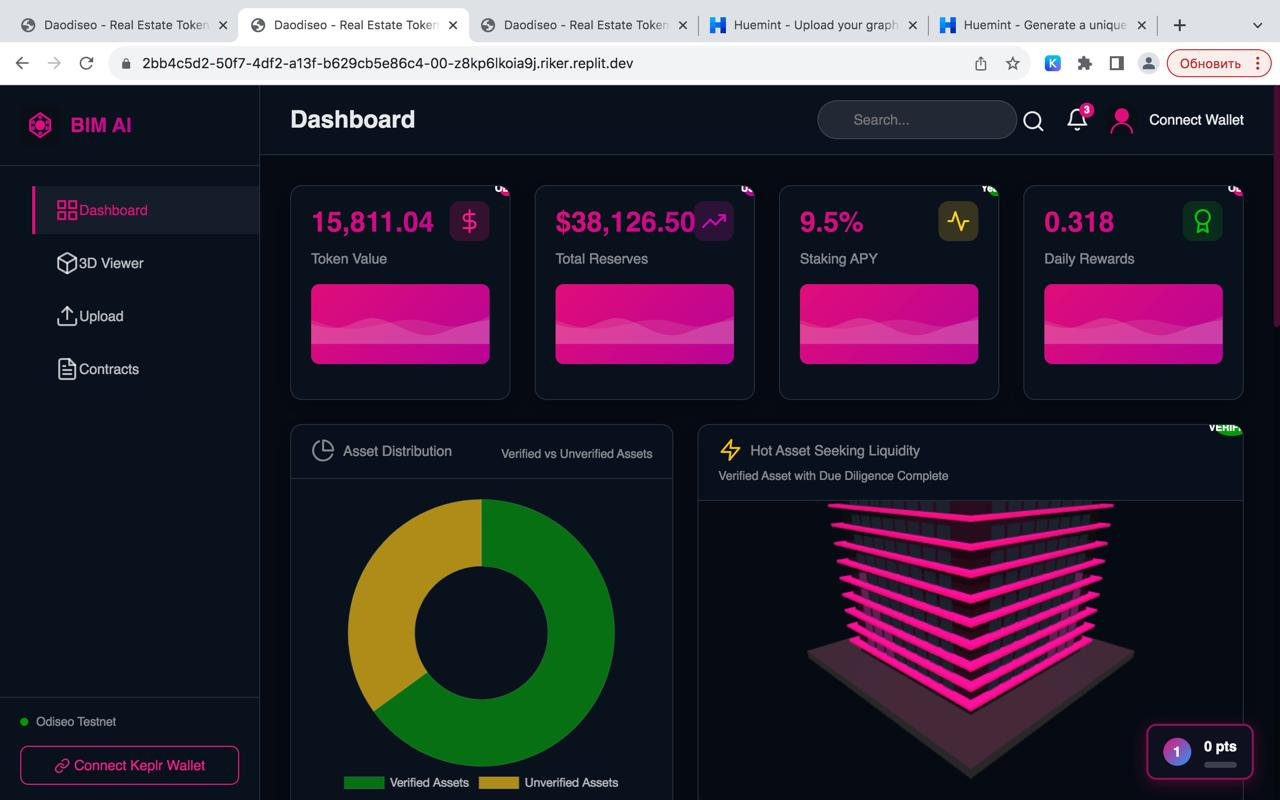 Daodiseo - Real Estate Token
Daodiseo - Real Estate Token
Daodiseo - Real Estate Token
Huemint - Upload your graph
Huemint - Generate a unique
2bb4c5d2-50f7-4df2-a13f-b629cb5e86c4-00-z8kp6lkoia9j.riker.replit.dev
K
Обновить
BIM AI
Dashboard
Search...
3
Connect Wallet
Dashboard
3D Viewer
Upload
Contracts
15,811.04
Token Value
$38,126.50
Total Reserves
9.5%
Staking APY
0.318
Daily Rewards
Asset Distribution
Verified vs Unverified Assets
Verified Assets
Unverified Assets
Hot Asset Seeking Liquidity
Verified Asset with Due Diligence Complete
Odiseo Testnet
Connect Keplr Wallet
1
0 pts